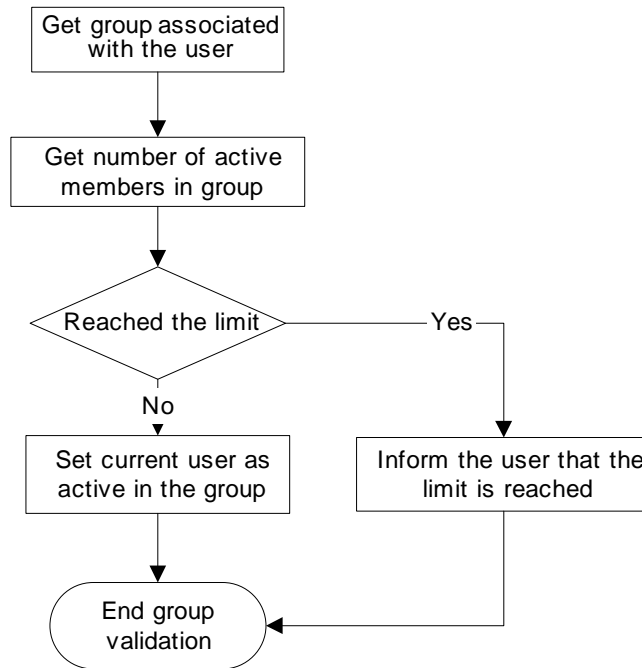 Get group associated
with the user
Get number of active
members in group
Reached the limit
Yes
No
Set current user as
active in the group
Inform the user that the
limit is reached
End group
validation